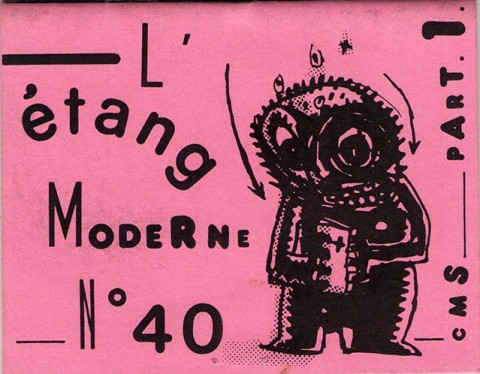 L'
étang
MODERNE
N° 40
CMS — PART. 1.